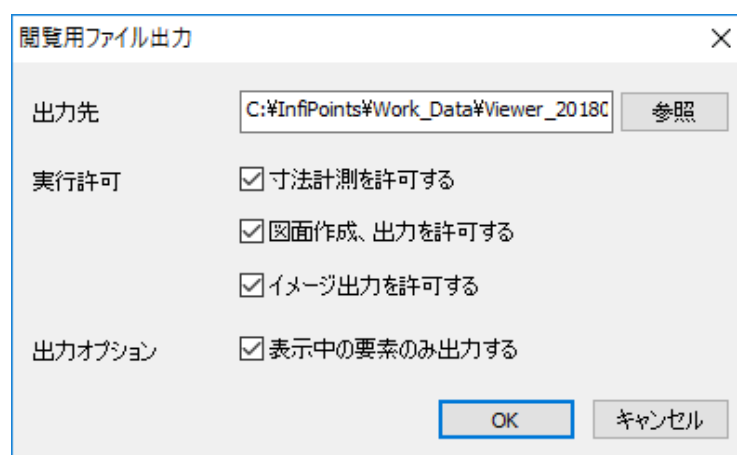 閲覧用ファイル出力
出力先 C:¥InfiPoints¥Work_Data¥Viewer_2018 参照
実行許可 寸法計測を許可する
図面作成、出力を許可する
イメージ出力を許可する
出力オプション 表示中の要素のみ出力する
OK キャンセル